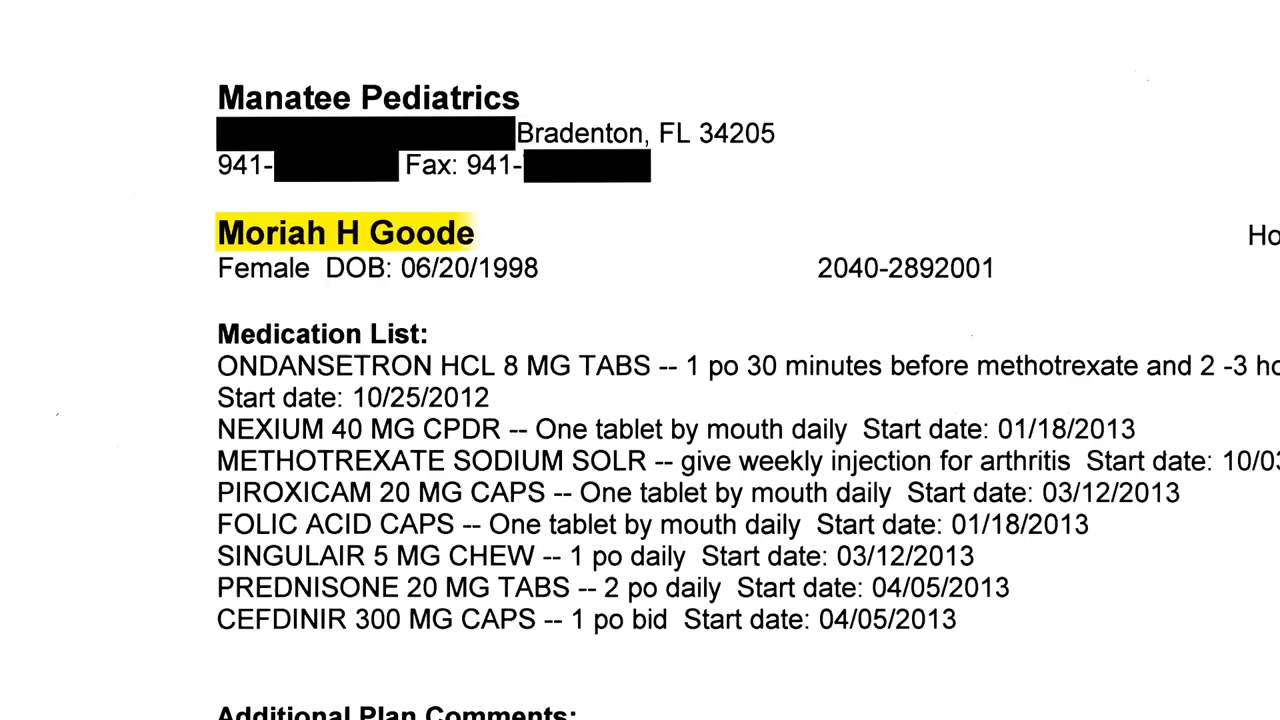 Manatee Pediatrics
Bradenton, FL 34205
941- Fax: 941-
Moriah H Goode Ho
Female DOB: 06/20/1998 2040-2892001
Medication List:
ONDANSETRON HCL 8 MG TABS -- 1 po 30 minutes before methotrexate and 2 -3 ho
Start date: 10/25/2012
NEXIUM 40 MG CPDR -- One tablet by mouth daily Start date: 01/18/2013
METHOTREXATE SODIUM SOLR -- give weekly injection for arthritis Start date: 10/03
PIROXICAM 20 MG CAPS -- One tablet by mouth daily Start date: 03/12/2013
FOLIC ACID CAPS -- One tablet by mouth daily Start date: 01/18/2013
SINGULAIR 5 MG CHEW -- 1 po daily Start date: 03/12/2013
PREDNISONE 20 MG TABS -- 2 po daily Start date: 04/05/2013
CEFDINIR 300 MG CAPS -- 1 po bid Start date: 04/05/2013
Additional Plan Comments: